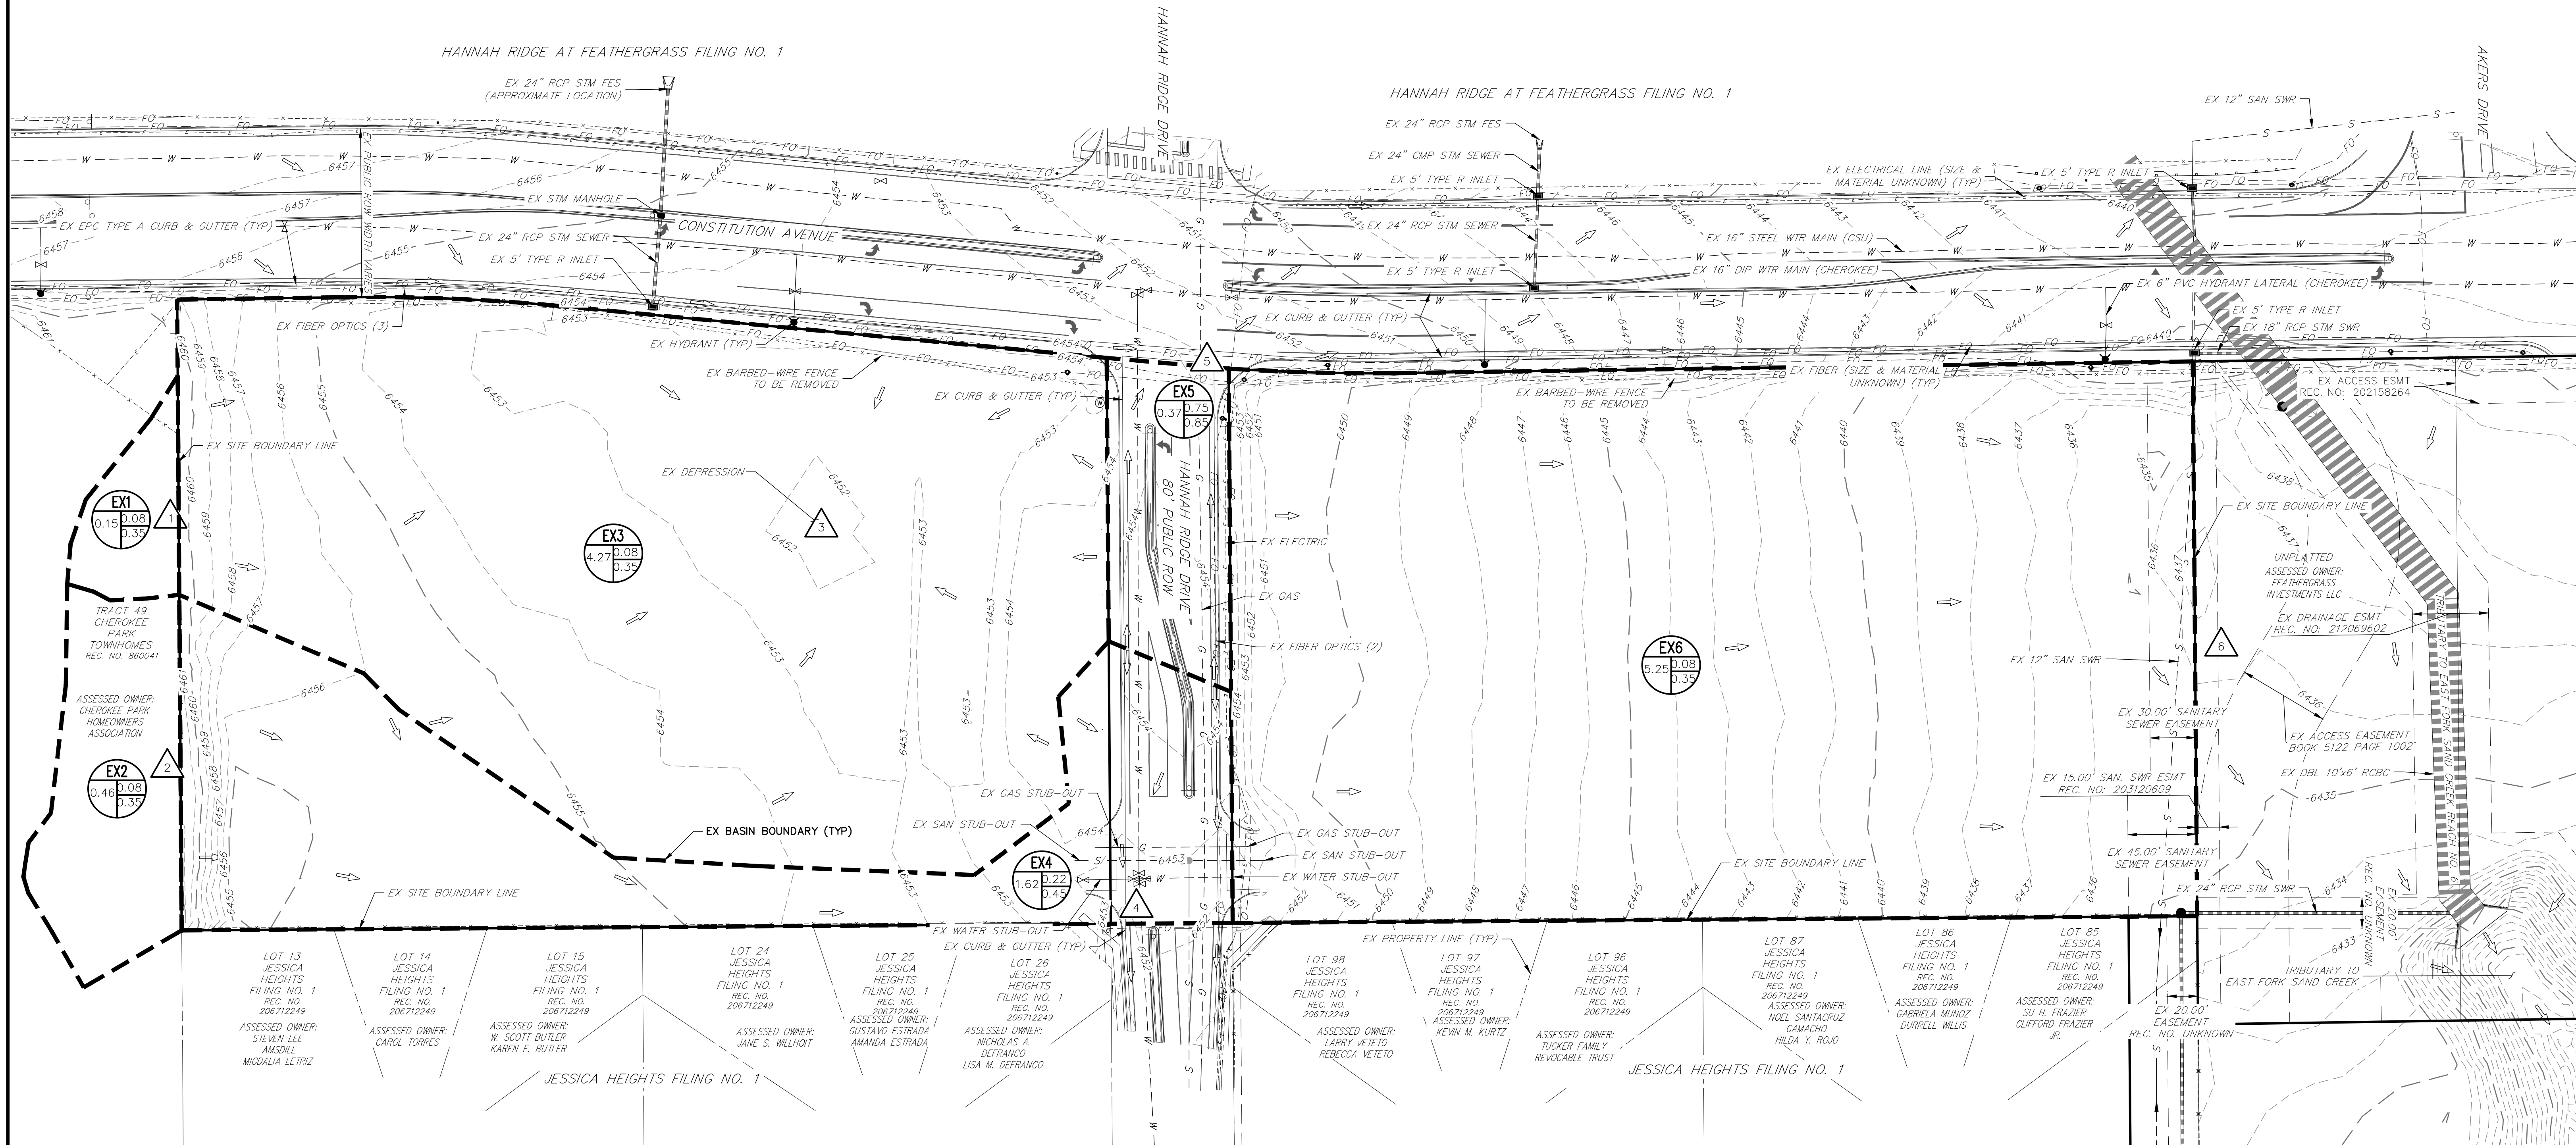 HANNAH RIDGE AT FEATHERGRASS FILING NO. 1
EX 24" RCP STM FES
(APPROXIMATE LOCATION)
HANNAH RIDGE DRIVE
HANNAH RIDGE AT FEATHERGRASS FILING NO. 1
EX 24" RCP STM FES
EX 24" CMP STM SEWER
EX 5' TYPE R INLET
EX 24" RCP STM SEWER
EX 5' TYPE R INLET
EX 12" SAN SWR
AKERS DRIVE
EX ELECTRICAL LINE (SIZE &
MATERIAL UNKNOWN) (TYP)
EX 5' TYPE R INLET
EX PUBLIC ROW WIDTH VARIES
EX STM MANHOLE
EX EPC TYPE A CURB & GUTTER (TYP)
EX 24" RCP STM SEWER
EX 5' TYPE R INLET
CONSTITUTION AVENUE
EX 16" STEEL WTR MAIN (CSU)
EX 16" DIP WTR MAIN (CHEROKEE)
EX 6" PVC HYDRANT LATERAL (CHEROKEE)
EX 5' TYPE R INLET
EX 18" RCP STM SWR
EX FIBER OPTICS (3)
EX HYDRANT (TYP)
EX BARBED-WIRE FENCE
TO BE REMOVED
EX CURB & GUTTER (TYP)
EX CURB & GUTTER (TYP)
EX FIBER (SIZE & MATERIAL
UNKNOWN) (TYP)
EX BARBED-WIRE FENCE
TO BE REMOVED
EX ACCESS ESMT
REC. NO: 202158264
5
EX5
0.37 0.75
0.85
EX SITE BOUNDARY LINE
EX DEPRESSION
3
EX1
0.15 0.08
0.35
1
EX3
4.27 0.08
0.35
HANNAH RIDGE DRIVE
80' PUBLIC ROW
EX ELECTRIC
EX GAS
EX FIBER OPTICS (2)
EX6
5.25 0.08
0.35
EX SITE BOUNDARY LINE
UNPLATTED
ASSESSED OWNER:
FEATHERGRASS
INVESTMENTS LLC
EX DRAINAGE ESMT
REC. NO: 212069602
6
EX 12" SAN SWR
TRIBUTARY TO EAST FORK SAND CREEK REACH NO. 6
TRACT 49
CHEROKEE
PARK
TOWNHOMES
REC. NO. 860041
ASSESSED OWNER:
CHEROKEE PARK
HOMEOWNERS
ASSOCIATION
EX2
0.46 0.08
0.35
2
EX 30.00' SANITARY
SEWER EASEMENT
EX ACCESS EASEMENT
BOOK 5122 PAGE 1002
EX DBL 10'x6' RCBC
EX 15.00' SAN. SWR ESMT
REC. NO: 203120609
EX GAS STUB-OUT
EX SAN STUB-OUT
EX BASIN BOUNDARY (TYP)
EX GAS STUB-OUT
EX SAN STUB-OUT
EX WATER STUB-OUT
EX4
1.62 0.22
0.45
4
EX SITE BOUNDARY LINE
EX SITE BOUNDARY LINE
EX 45.00' SANITARY
SEWER EASEMENT
EX 24" RCP STM SWR
EX 20.00'
EASEMENT
REC. NO. UNKNOWN
EX WATER STUB-OUT
EX CURB & GUTTER (TYP)
EX PROPERTY LINE (TYP)
TRIBUTARY TO
EAST FORK SAND CREEK
EX 20.00'
EASEMENT
REC. NO. UNKNOWN
LOT 13
JESSICA
HEIGHTS
FILING NO. 1
REC. NO.
206712249
ASSESSED OWNER:
STEVEN LEE
AMSDILL
MIGDALIA LETRIZ
LOT 14
JESSICA
HEIGHTS
FILING NO. 1
REC. NO.
206712249
ASSESSED OWNER:
CAROL TORRES
LOT 15
JESSICA
HEIGHTS
FILING NO. 1
REC. NO.
206712249
ASSESSED OWNER:
W. SCOTT BUTLER
KAREN E. BUTLER
LOT 24
JESSICA
HEIGHTS
FILING NO. 1
REC. NO.
206712249
ASSESSED OWNER:
JANE S. WILLHOIT
LOT 25
JESSICA
HEIGHTS
FILING NO. 1
REC. NO.
206712249
ASSESSED OWNER:
GUSTAVO ESTRADA
AMANDA ESTRADA
LOT 26
JESSICA
HEIGHTS
FILING NO. 1
REC. NO.
206712249
ASSESSED OWNER:
NICHOLAS A.
DEFRANCO
LISA M. DEFRANCO
LOT 98
JESSICA
HEIGHTS
FILING NO. 1
REC. NO.
206712249
ASSESSED OWNER:
LARRY VETETO
REBECCA VETETO
LOT 97
JESSICA
HEIGHTS
FILING NO. 1
REC. NO.
206712249
ASSESSED OWNER:
KEVIN M. KURTZ
LOT 96
JESSICA
HEIGHTS
FILING NO. 1
REC. NO.
206712249
ASSESSED OWNER:
TUCKER FAMILY
REVOCABLE TRUST
LOT 87
JESSICA
HEIGHTS
FILING NO. 1
REC. NO.
206712249
ASSESSED OWNER:
NOEL SANTACRUZ
CAMACHO
HILDA Y. ROJO
LOT 86
JESSICA
HEIGHTS
FILING NO. 1
REC. NO.
206712249
ASSESSED OWNER:
GABRIELA MUNOZ
DURRELL WILLIS
LOT 85
JESSICA
HEIGHTS
FILING NO. 1
REC. NO.
206712249
ASSESSED OWNER:
SU H. FRAZIER
CLIFFORD FRAZIER
JR.
JESSICA HEIGHTS FILING NO. 1
JESSICA HEIGHTS FILING NO. 1